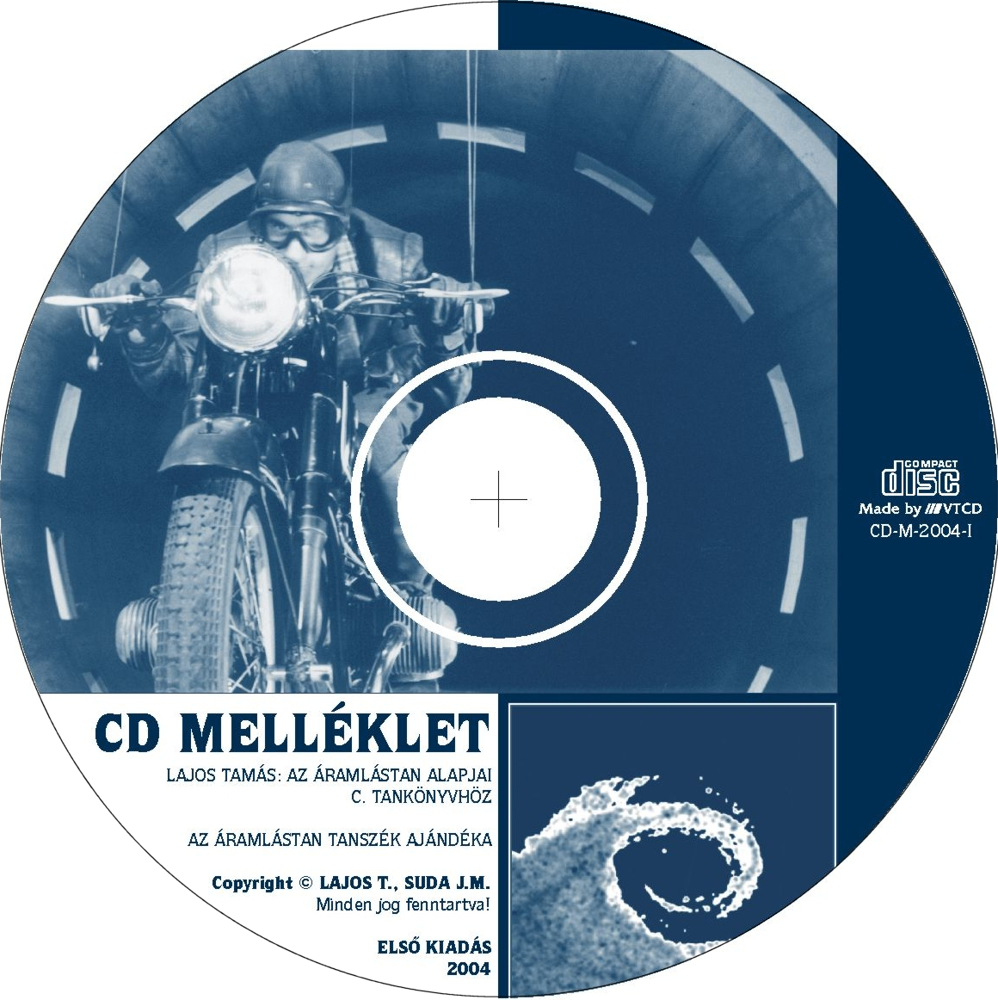 CD MELLÉKLET
LAJOS TAMÁS: AZ ÁRAMLÁSTAN ALAPJAI
C. TANKÖNYVHÖZ
AZ ÁRAMLÁSTAN TANSZÉK AJÁNDÉKA
Copyright © LAJOS T., SUDA J.M.
Minden jog fenntartva!
ELSŐ KIADÁS
2004
COMPACT
disc
Made by VTCD
CD-M-2004-I